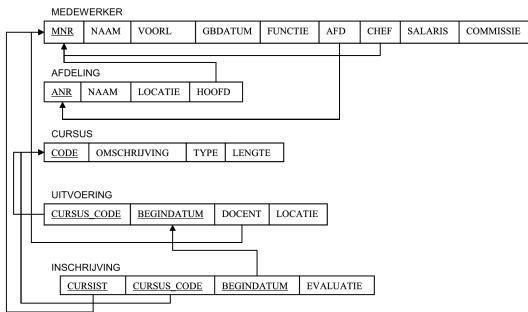 MEDEWERKER
MNR NAAM VOORL GBDATUM FUNCTIE AFD CHEF SALARIS COMMISSIE
AFDELING
ANR NAAM LOCATIE HOOFD
CURSUS
CODE OMSCHRIJVING TYPE LENGTE
UITVOERING
CURSUS_CODE BEGINDATUM DOCENT LOCATIE
INSCHRIJVING
CURSIST CURSUS_CODE BEGINDATUM EVALUATIE